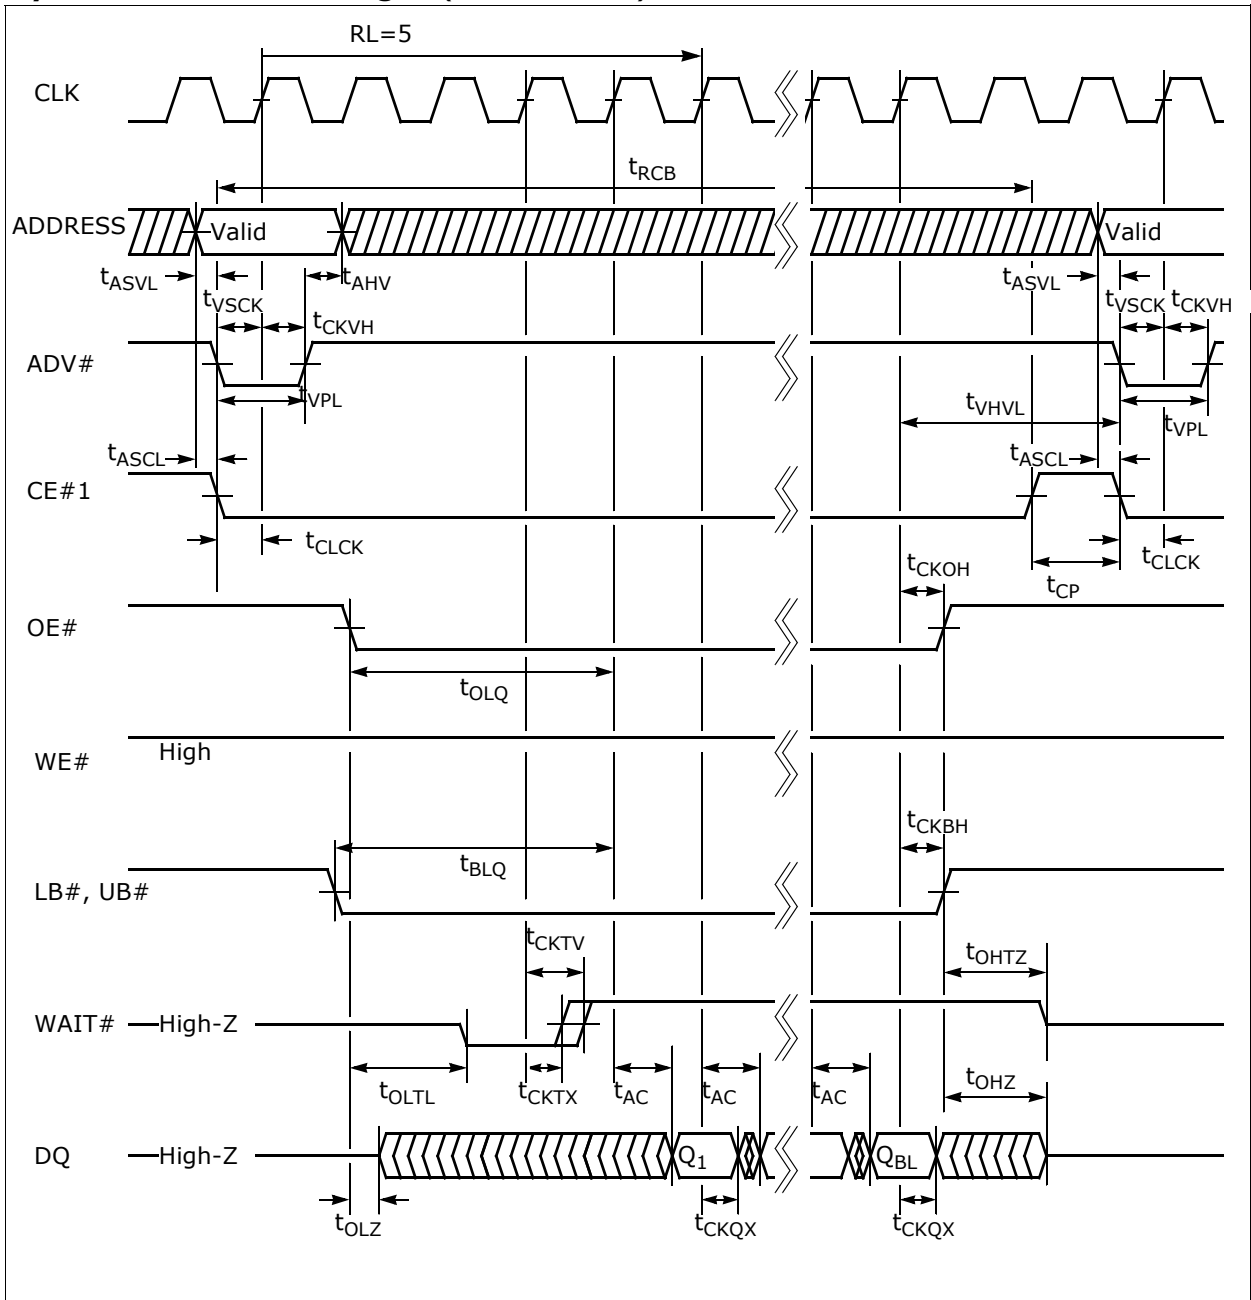 RL=5
CLK
tRCB
ADDRESS
Valid
Valid
tASVL
tAHV
tASVL
tVSCK
tCKVH
tVSCK
tCKVH
ADV#
tVPL
tVHVL
tVPL
tASCL
tASCL
CE#1
tCLCK
tCKOH
tCP
tCLCK
OE#
tOLQ
WE#
High
tCKBH
tBLQ
LB#, UB#
tCKTV
tOHTZ
WAIT#
High-Z
tOLTL
tCKTX
tAC
tAC
tAC
tOHZ
DQ
High-Z
Q1
QBL
tOLZ
tCKQX
tCKQX